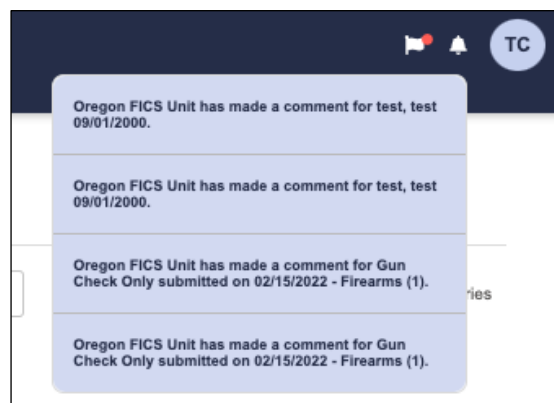 TC
Oregon FICS Unit has made a comment for test, test
09/01/2000.
Oregon FICS Unit has made a comment for test, test
09/01/2000.
Oregon FICS Unit has made a comment for Gun
Check Only submitted on 02/15/2022 - Firearms (1).
ries
Oregon FICS Unit has made a comment for Gun
Check Only submitted on 02/15/2022 - Firearms (1).